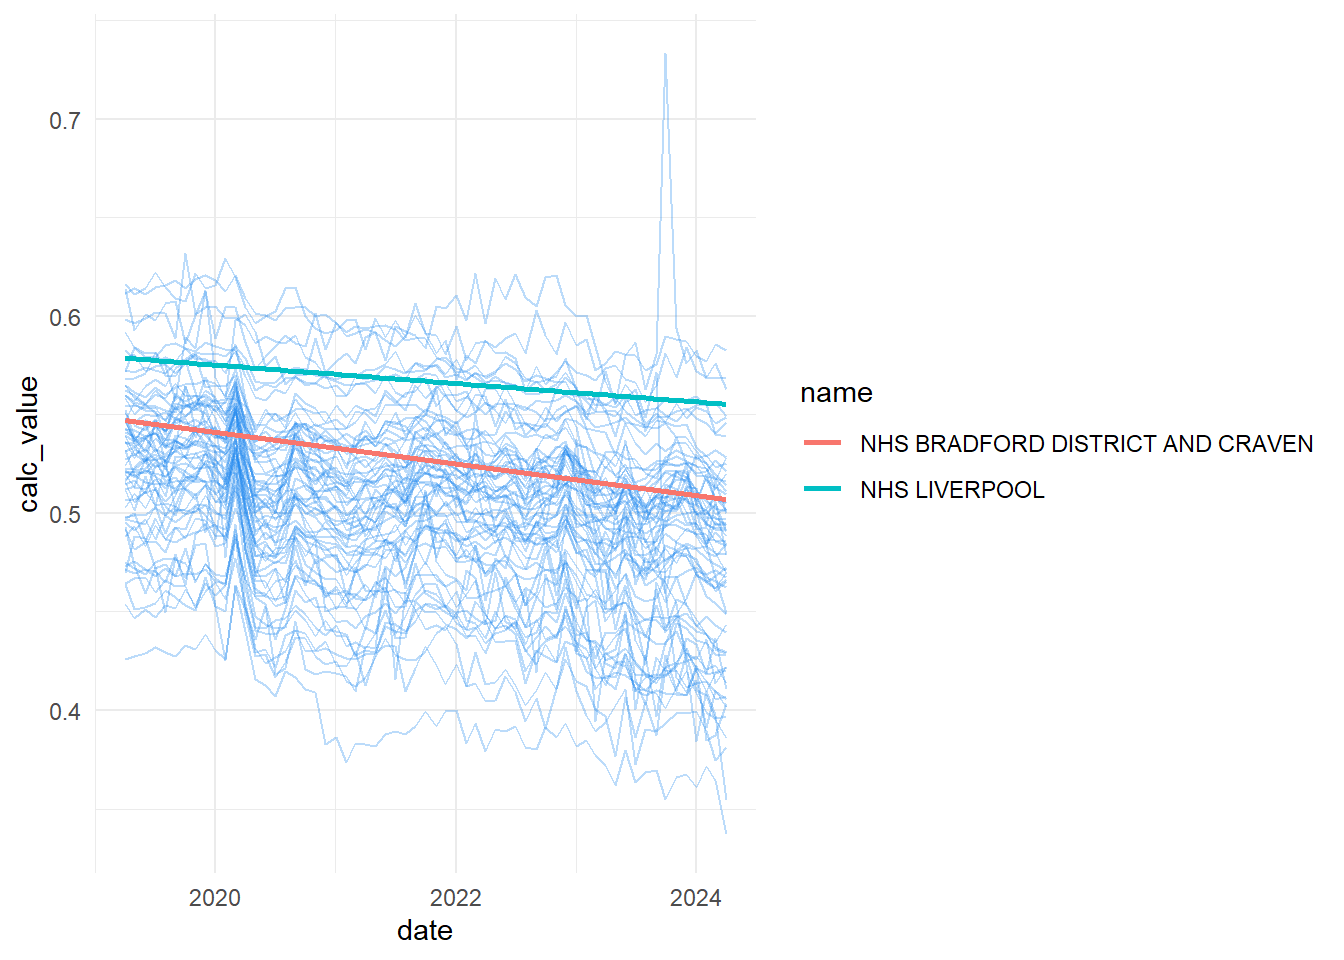 0.7
0.6
0.5
0.4
calc_value
2020
2022
2024
date
name
NHS BRADFORD DISTRICT AND CRAVEN
NHS LIVERPOOL